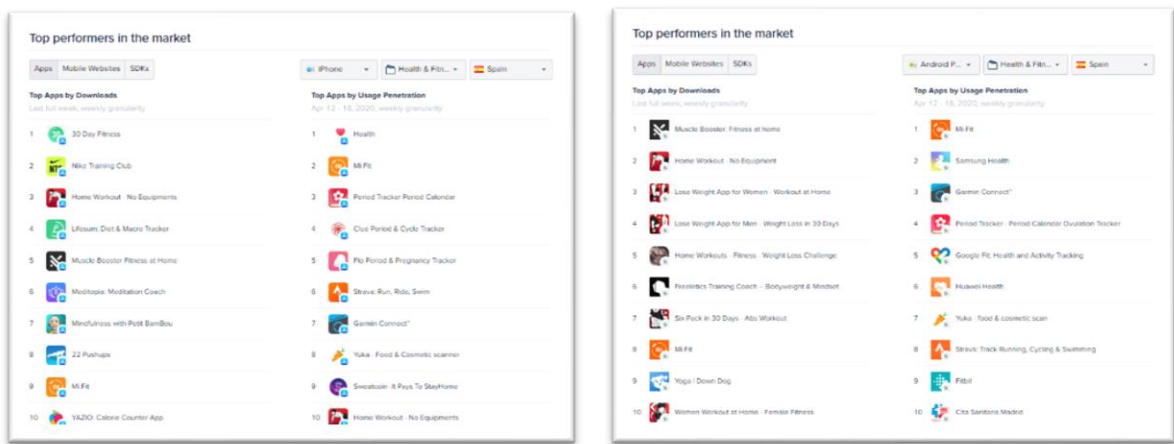 Top performers in the market
Apps Mobile Websites SDKs
iPhone Health & Fitn... Spain
Top Apps by Downloads
Last full week, weekly granularity
1 30 Day Fitness
2 Nike Training Club
3 Home Workout · No Equipments
4 Lifesum: Diet & Macro Tracker
5 Muscle Booster Fitness at Home
6 Meditopia: Meditation Coach
7 Mindfulness with Petit BamBou
8 22 Pushups
9 Mi Fit
10 YAZIO: Calorie Counter App
Top Apps by Usage Penetration
Apr 12 - 18, 2020, weekly granularity
1 Health
2 Mi Fit
3 Period Tracker Period Calendar
4 Clue Period & Cycle Tracker
5 Flo Period & Pregnancy Tracker
6 Strava: Run, Ride, Swim
7 Garmin Connect™
8 Yuka · Food & Cosmetic scanner
9 Sweatcoin · It Pays To StayHome
10 Home Workout · No Equipments
Top performers in the market
Apps Mobile Websites SDKs
Android P... Health & Fitn... Spain
Top Apps by Downloads
Last full week, weekly granularity
1 Muscle Booster: Fitness at home
2 Home Workout · No Equipment
3 Lose Weight App for Women · Workout at Home
4 Lose Weight App for Men · Weight Loss in 30 Days
5 Home Workouts · Fitness · Weight Loss Challenge
6 Freeletics Training Coach – Bodyweight & Mindset
7 Six Pack in 30 Days · Abs Workout
8 Mi Fit
9 Yoga | Down Dog
10 Women Workout at Home · Female Fitness
Top Apps by Usage Penetration
Apr 12 - 18, 2020, weekly granularity
1 Mi Fit
2 Samsung Health
3 Garmin Connect™
4 Period Tracker · Period Calendar Ovulation Tracker
5 Google Fit: Health and Activity Tracking
6 Huawei Health
7 Yuka · food & cosmetic scan
8 Strava: Track Running, Cycling & Swimming
9 Fitbit
10 Cita Sanitaria Madrid